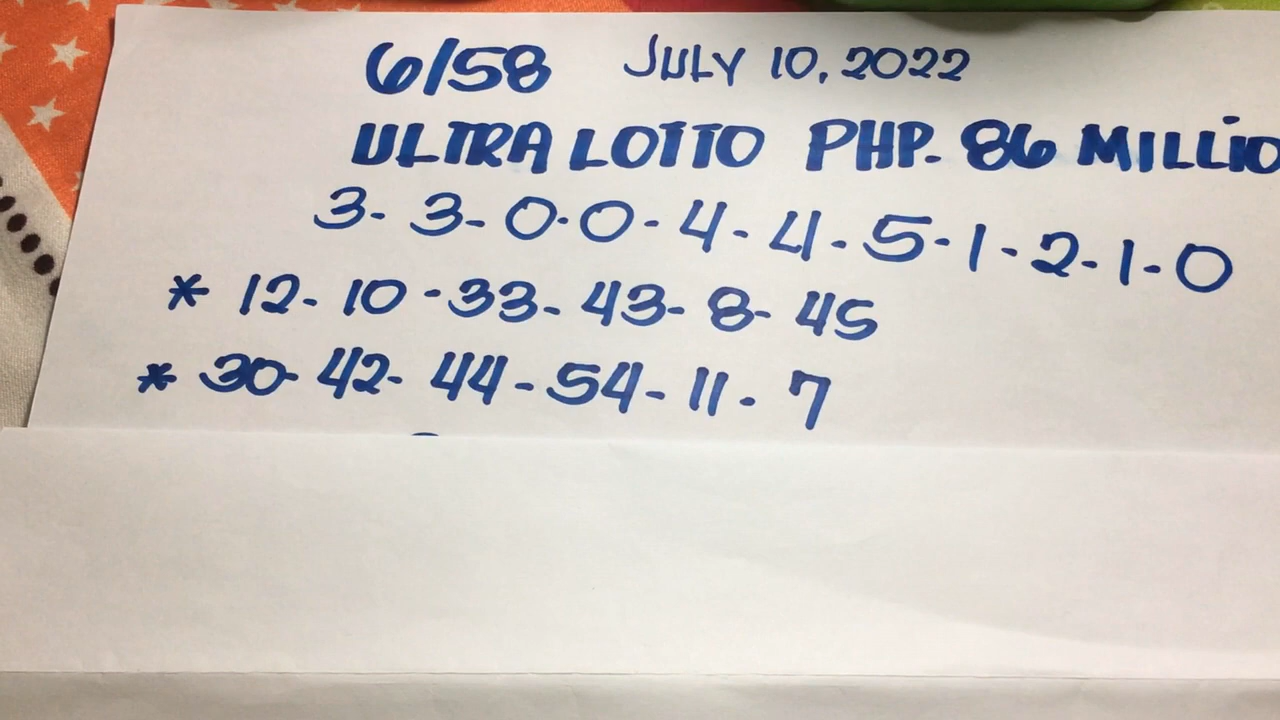 6/58 JULY 10, 2022
ULTRA LOTTO PHP. 86 MILLIO
3- 3- 0-0- 4- 4- 5- 1- 2- 1- 0
* 12- 10 -33- 43- 8- 45
* 30- 42- 44- 54- 11- 7